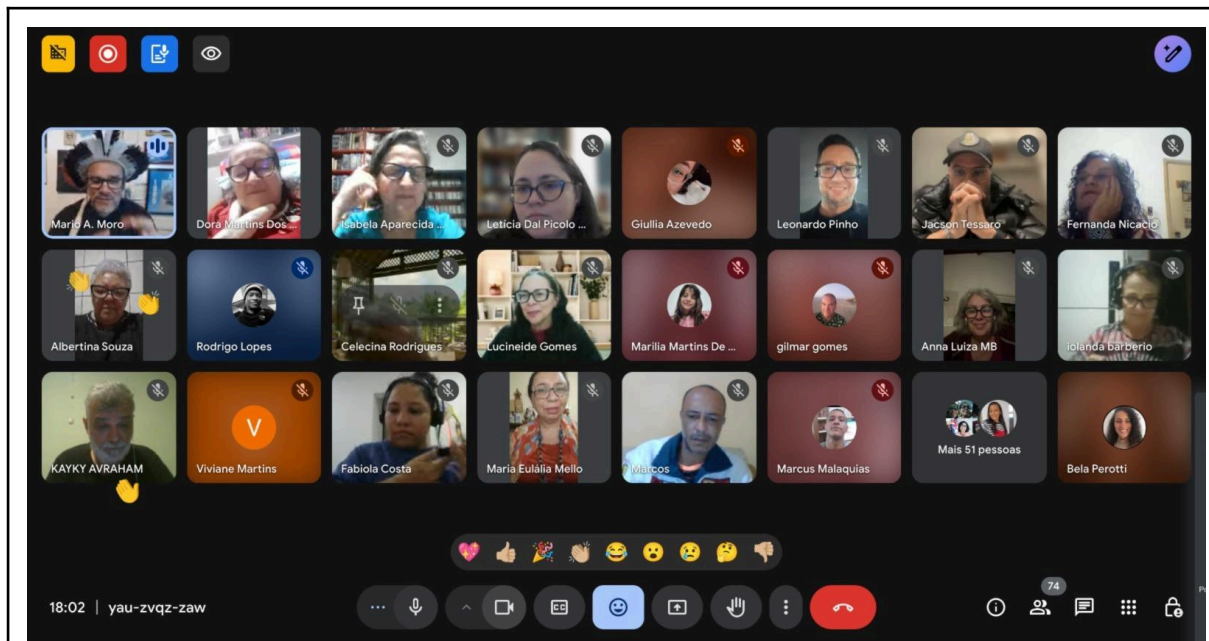 Mario A. Moro
Dora Martins Dos ...
Isabela Aparecida ...
Letícia Dal Picolo ...
Giullia Azevedo
Leonardo Pinho
Jacson Tessaro
Fernanda Nicacio
Albertina Souza
Rodrigo Lopes
Celecina Rodrigues
Lucineide Gomes
Marilia Martins De ...
gilmar gomes
Anna Luiza MB
iolanda barberio
KAYKY AVRAHAM
V
Viviane Martins
Fabiola Costa
Maria Eulália Mello
Marcos
Marcus Malaquias
Mais 51 pessoas
Bela Perotti
18:02 | yau-zvqz-zaw
CC
74